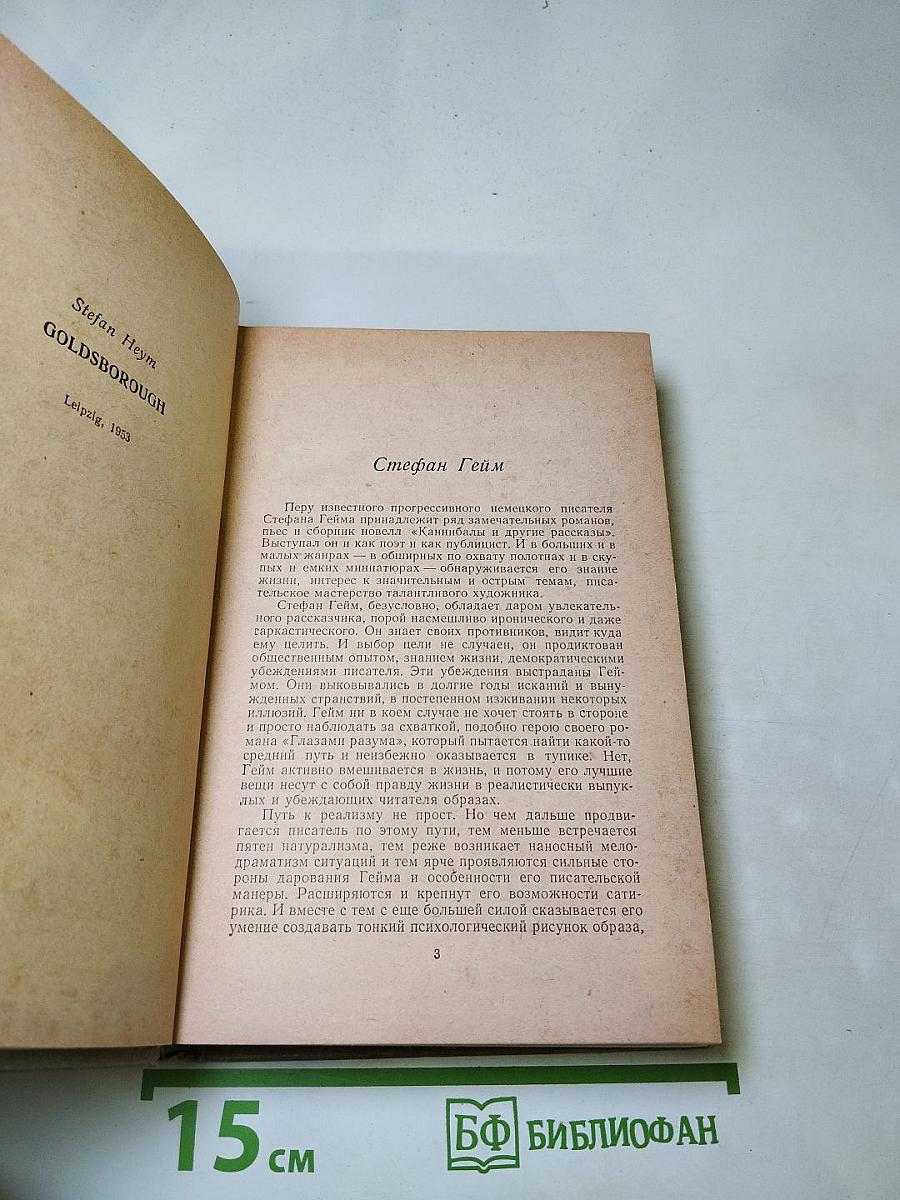 Stefan Heym
GOLDSBOROUGH
Leipzig, 1953
Стефан Гейм
Перу известного прогрессивного немецкого писателя
Стефана Гейма принадлежит ряд замечательных романов,
пьес и сборник новелл «Каннибалы и другие рассказы».
Выступал он и как поэт и как публицист. И в больших и в
малых жанрах — в обширных по охвату полотнах и в ску-
пых и емких миниатюрах — обнаруживается его знание
жизни, интерес к значительным и острым темам, писа-
тельское мастерство талантливого художника.
Стефан Гейм, безусловно, обладает даром увлекатель-
ного рассказчика, порой насмешливо иронического и даже
саркастического. Он знает своих противников, видит куда
ему целить. И выбор цели не случаен, он продиктован
общественным опытом, знанием жизни, демократическими
убеждениями писателя. Эти убеждения выстраданы Гей-
мом. Они выковывались в долгие годы исканий и выну-
жденных странствий, в постепенном изживании некоторых
иллюзий. Гейм ни в коем случае не хочет стоять в стороне
и просто наблюдать за схваткой, подобно герою своего ро-
мана «Глазами разума», который пытается найти какой-то
средний путь и неизбежно оказывается в тупике. Нет,
Гейм активно вмешивается в жизнь, и потому его лучшие
вещи несут с собой правду жизни в реалистически выпук-
лых и убеждающих читателя образах.
Путь к реализму не прост. Но чем дальше продви-
гается писатель по этому пути, тем меньше встречается
пятен натурализма, тем реже возникает наносный мело-
драматизм ситуаций и тем ярче проявляются сильные сто-
роны дарования Гейма и особенности его писательской
манеры. Расширяются и крепнут его возможности сати-
рика. И вместе с тем с еще большей силой сказывается его
умение создавать тонкий психологический рисунок образа,
3
15 см
БФ БИБЛИОФАН